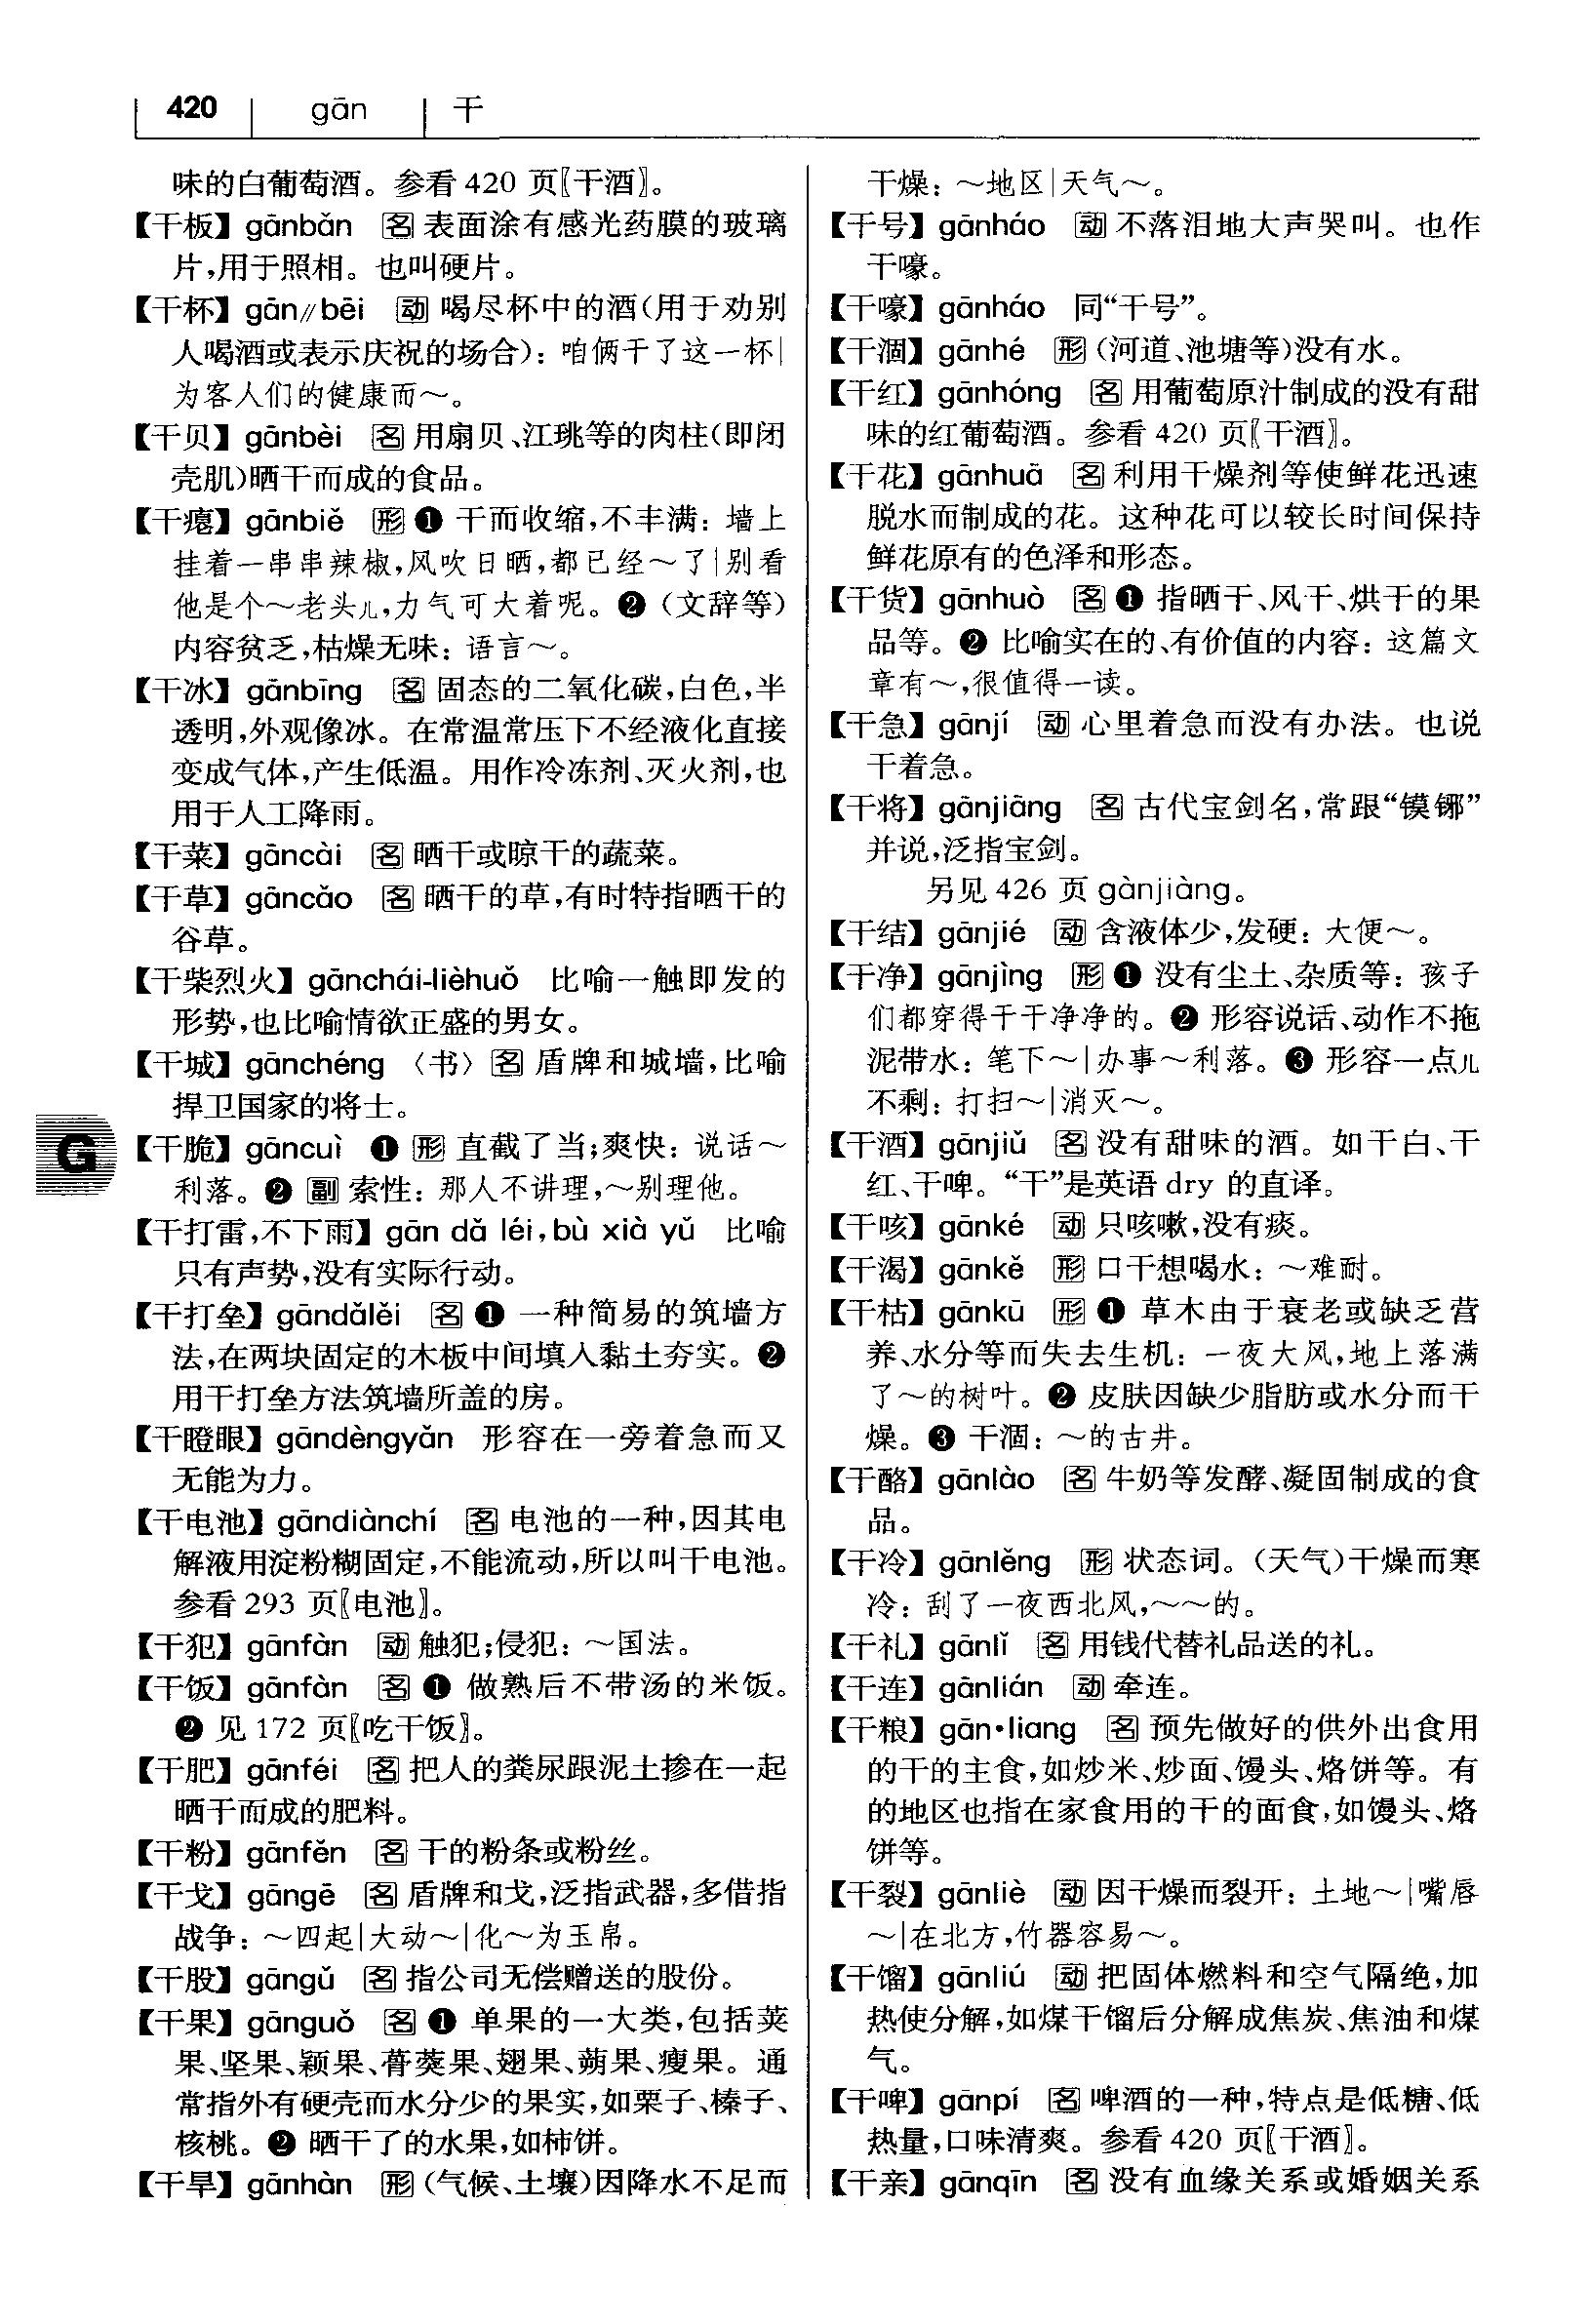 420 gān 干
味的白葡萄酒。参看 420 页〖干酒〗。
【干板】 gānbǎn 名 表面涂有感光药膜的玻璃
片,用于照相。也叫硬片。
【干杯】 gān//bēi 动 喝尽杯中的酒(用于劝别
人喝酒或表示庆祝的场合): 咱俩干了这一杯|
为客人们的健康而～。
【干贝】 gānbèi 名 用扇贝、江珧等的肉柱(即闭
壳肌)晒干而成的食品。
【干瘪】 gānbiě 形 ❶ 干而收缩,不丰满: 墙上
挂着一串串辣椒,风吹日晒,都已经～了|别看
他是个～老头儿,力气可大着呢。❷(文辞等)
内容贫乏,枯燥无味: 语言～。
【干冰】 gānbīng 名 固态的二氧化碳,白色,半
透明,外观像冰。在常温常压下不经液化直接
变成气体,产生低温。用作冷冻剂、灭火剂,也
用于人工降雨。
【干菜】 gāncài 名 晒干或晾干的蔬菜。
【干草】 gāncǎo 名 晒干的草,有时特指晒干的
谷草。
【干柴烈火】 gānchái-lièhuǒ 比喻一触即发的
形势,也比喻情欲正盛的男女。
【干城】 gānchéng 〈书〉 名 盾牌和城墙,比喻
捍卫国家的将士。
G
【干脆】 gāncuì ❶ 形 直截了当;爽快: 说话～
利落。❷ 副 索性: 那人不讲理,～别理他。
【干打雷,不下雨】 gān dǎ léi,bù xià yǔ 比喻
只有声势,没有实际行动。
【干打垒】 gāndǎlěi 名 ❶ 一种简易的筑墙方
法,在两块固定的木板中间填入黏土夯实。❷
用干打垒方法筑墙所盖的房。
【干瞪眼】 gāndèngyǎn 形容在一旁着急而又
无能为力。
【干电池】 gāndiànchí 名 电池的一种,因其电
解液用淀粉糊固定,不能流动,所以叫干电池。
参看 293 页〖电池〗。
【干犯】 gānfàn 动 触犯;侵犯: ～国法。
【干饭】 gānfàn 名 ❶ 做熟后不带汤的米饭。
❷ 见 172 页〖吃干饭〗。
【干肥】 gānféi 名 把人的粪尿跟泥土掺在一起
晒干而成的肥料。
【干粉】 gānfěn 名 干的粉条或粉丝。
【干戈】 gāngē 名 盾牌和戈,泛指武器,多借指
战争: ～四起|大动～|化～为玉帛。
【干股】 gāngǔ 名 指公司无偿赠送的股份。
【干果】 gānguǒ 名 ❶ 单果的一大类,包括荚
果、坚果、颖果、蓇葖果、翅果、蒴果、瘦果。通
常指外有硬壳而水分少的果实,如栗子、榛子、
核桃。❷ 晒干了的水果,如柿饼。
【干旱】 gānhàn 形 (气候、土壤)因降水不足而
干燥: ～地区|天气～。
【干号】 gānháo 动 不落泪地大声哭叫。也作
干嚎。
【干嚎】 gānháo 同“干号”。
【干涸】 gānhé 形 (河道、池塘等)没有水。
【干红】 gānhóng 名 用葡萄原汁制成的没有甜
味的红葡萄酒。参看 420 页〖干酒〗。
【干花】 gānhuā 名 利用干燥剂等使鲜花迅速
脱水而制成的花。这种花可以较长时间保持
鲜花原有的色泽和形态。
【干货】 gānhuò 名 ❶ 指晒干、风干、烘干的果
品等。❷ 比喻实在的、有价值的内容: 这篇文
章有～,很值得一读。
【干急】 gānjí 动 心里着急而没有办法。也说
干着急。
【干将】 gānjiāng 名 古代宝剑名,常跟“镆铘”
并说,泛指宝剑。
另见 426 页 gànjiàng。
【干结】 gānjié 动 含液体少,发硬: 大便～。
【干净】 gānjìng 形 ❶ 没有尘土、杂质等: 孩子
们都穿得干干净净的。❷ 形容说话、动作不拖
泥带水: 笔下～|办事～利落。❸ 形容一点儿
不剩: 打扫～|消灭～。
【干酒】 gānjiǔ 名 没有甜味的酒。如干白、干
红、干啤。“干”是英语 dry 的直译。
【干咳】 gānké 动 只咳嗽,没有痰。
【干渴】 gānkě 形 口干想喝水: ～难耐。
【干枯】 gānkū 形 ❶ 草木由于衰老或缺乏营
养、水分等而失去生机: 一夜大风,地上落满
了～的树叶。❷ 皮肤因缺少脂肪或水分而干
燥。❸ 干涸: ～的古井。
【干酪】 gānlào 名 牛奶等发酵、凝固制成的食
品。
【干冷】 gānlěng 形 状态词。(天气)干燥而寒
冷: 刮了一夜西北风,～～的。
【干礼】 gānlǐ 名 用钱代替礼品送的礼。
【干连】 gānlián 动 牵连。
【干粮】 gān·liang 名 预先做好的供外出食用
的干的主食,如炒米、炒面、馒头、烙饼等。有
的地区也指在家食用的干的面食,如馒头、烙
饼等。
【干裂】 gānliè 动 因干燥而裂开: 土地～|嘴唇
～|在北方,竹器容易～。
【干馏】 gānliú 动 把固体燃料和空气隔绝,加
热使分解,如煤干馏后分解成焦炭、焦油和煤
气。
【干啤】 gānpí 名 啤酒的一种,特点是低糖、低
热量,口味清爽。参看 420 页〖干酒〗。
【干亲】 gānqīn 名 没有血缘关系或婚姻关系